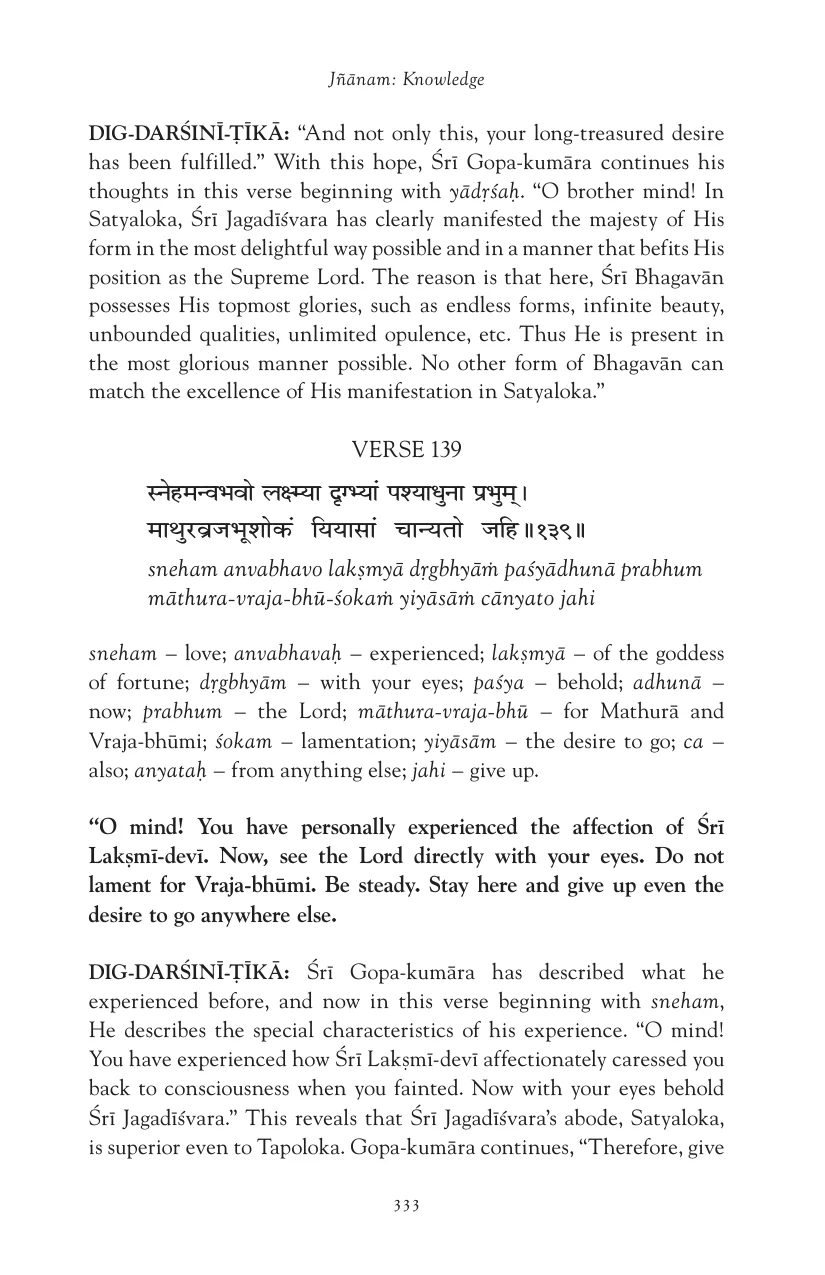 Jñānam: Knowledge
DIG-DARŚINĪ-ṬĪKĀ: “And not only this, your long-treasured desire
has been fulfilled.” With this hope, Śrī Gopa-kumāra continues his
thoughts in this verse beginning with yādṛśaḥ. “O brother mind! In
Satyaloka, Śrī Jagadīśvara has clearly manifested the majesty of His
form in the most delightful way possible and in a manner that befits His
position as the Supreme Lord. The reason is that here, Śrī Bhagavān
possesses His topmost glories, such as endless forms, infinite beauty,
unbounded qualities, unlimited opulence, etc. Thus He is present in
the most glorious manner possible. No other form of Bhagavān can
match the excellence of His manifestation in Satyaloka.”
VERSE 139
स्नेहमन्वभवो लक्ष्म्या दृग्भ्यां पश्याधुना प्रभुम् ।
माथुरव्रजभूशोकं यियासां चान्यतो जहि ॥१३९॥
sneham anvabhavo lakṣmyā dṛgbhyāṁ paśyādhunā prabhum
māthura-vraja-bhū-śokaṁ yiyāsāṁ cānyato jahi
sneham – love; anvabhavaḥ – experienced; lakṣmyā – of the goddess
of fortune; dṛgbhyām – with your eyes; paśya – behold; adhunā –
now; prabhum – the Lord; māthura-vraja-bhū – for Mathurā and
Vraja-bhūmi; śokam – lamentation; yiyāsām – the desire to go; ca –
also; anyataḥ – from anything else; jahi – give up.
“O mind! You have personally experienced the affection of Śrī
Lakṣmī-devī. Now, see the Lord directly with your eyes. Do not
lament for Vraja-bhūmi. Be steady. Stay here and give up even the
desire to go anywhere else.
DIG-DARŚINĪ-ṬĪKĀ: Śrī Gopa-kumāra has described what he
experienced before, and now in this verse beginning with sneham,
He describes the special characteristics of his experience. “O mind!
You have experienced how Śrī Lakṣmī-devī affectionately caressed you
back to consciousness when you fainted. Now with your eyes behold
Śrī Jagadīśvara.” This reveals that Śrī Jagadīśvara’s abode, Satyaloka,
is superior even to Tapoloka. Gopa-kumāra continues, “Therefore, give
333